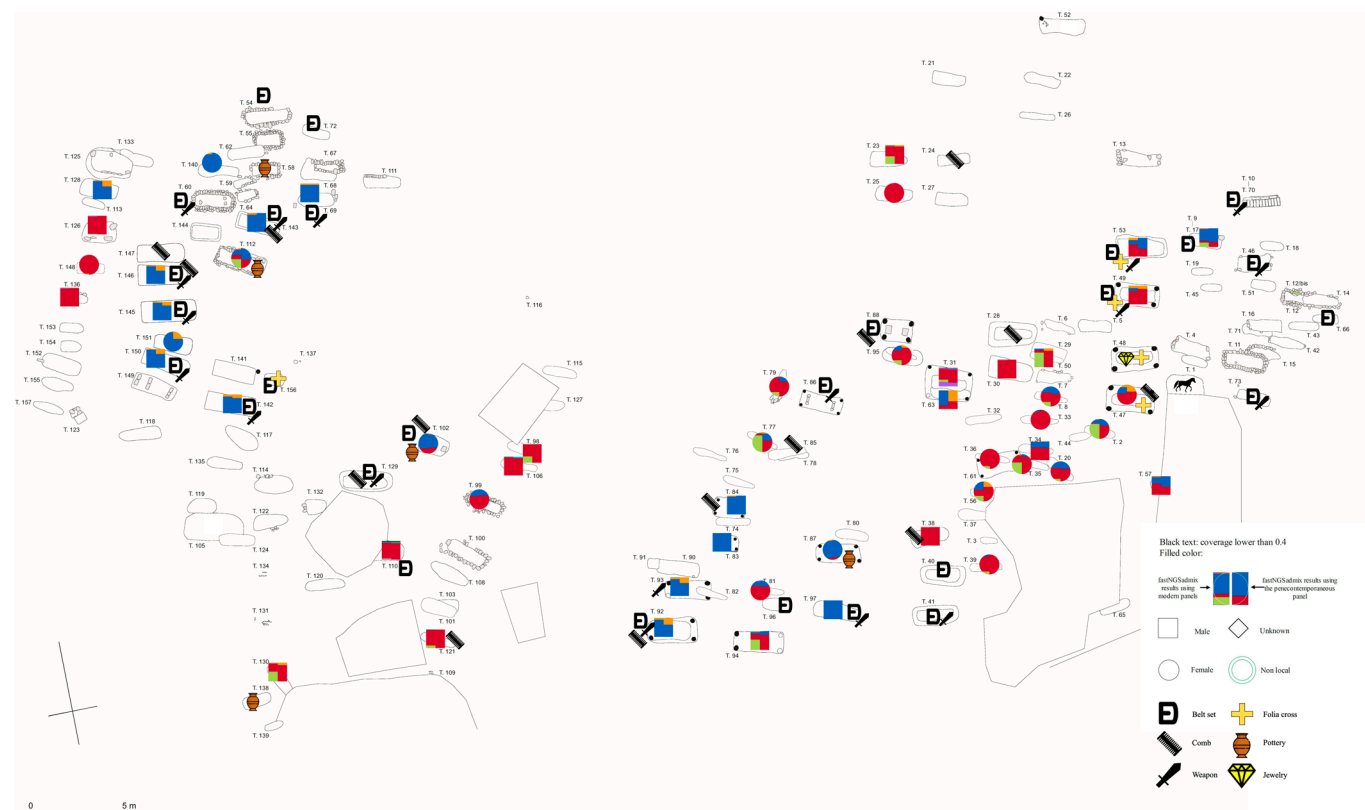 T. 52
T. 21
T. 22
T. 54
T. 26
T. 72
T. 55
T. 62
T. 133
T. 125
T. 140
T. 58
T. 67
T. 23
T. 24
T. 13
T. 128
T. 59
T. 111
T. 68
T. 25
T. 27
T. 10
T. 70
T. 60
T. 113
T. 64
T. 69
T. 126
T. 144
T. 143
T. 9
T. 17
T. 53
T. 112
T. 147
T. 18
T. 46
T. 148
T. 146
T. 19
T. 49
T. 136
T. 116
T. 45
T. 51
T. 12/bis
T. 14
T. 145
T. 12
T. 88
T. 28
T. 6
T. 5
T. 66
T. 153
T. 16
T. 43
T. 71
T. 4
T. 151
T. 154
T. 150
T. 95
T. 29
T. 48
T. 11
T. 42
T. 152
T. 141
T. 137
T. 31
T. 15
T. 115
T. 1
T. 149
T. 79
T. 30
T. 50
T. 155
T. 156
T. 86
T. 7
T. 73
T. 157
T. 142
T. 127
T. 63
T. 8
T. 47
T. 123
T. 32
T. 33
T. 118
T. 117
T. 102
T. 77
T. 2
T. 98
T. 85
T. 34
T. 44
T. 76
T. 78
T. 36
T. 135
T. 20
T. 129
T. 114
T. 106
T. 61
T. 35
T. 75
T. 57
T. 119
T. 132
T. 99
T. 84
T. 56
T. 122
T. 74
T. 37
T. 105
T. 80
T. 38
T. 87
T. 100
T. 3
T. 124
T. 83
T. 110
T. 91
T. 90
T. 39
T. 134
T. 40
T. 120
T. 108
T. 93
T. 81
T. 82
T. 103
T. 97
T. 41
T. 131
T. 92
T. 96
T. 65
T. 101
T. 121
T. 94
T. 130
T. 109
T. 138
T. 139
Black text: coverage lower than 0.4
Filled color:
fastNGSadmix
results using
modern panels
fastNGSadmix results using
the penecontemporaneous
panel
Male
Unknown
Female
Non local
Belt set
Folia cross
Comb
Pottery
Weapon
Jewelry
0
5 m